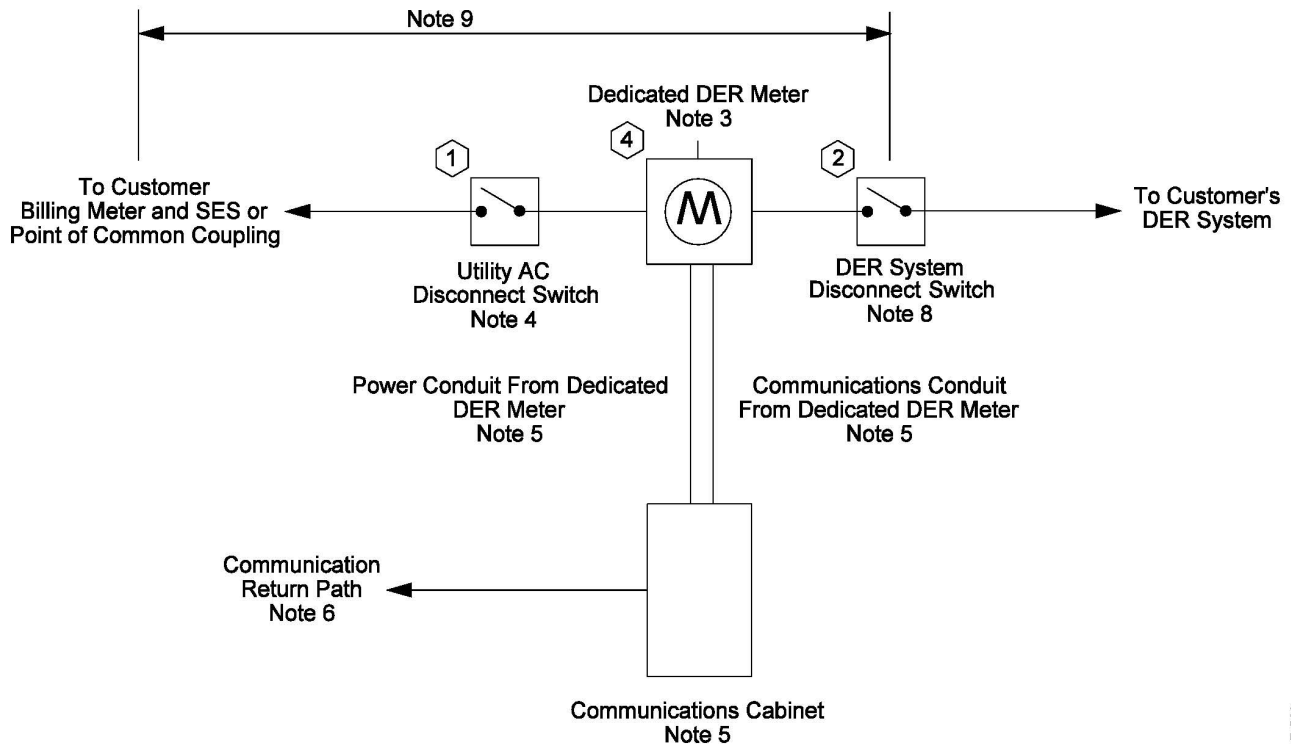 Note 9
Dedicated DER Meter
Note 3
4
1
2
M
To Customer
Billing Meter and SES or
Point of Common Coupling
To Customer's
DER System
Utility AC
Disconnect Switch
Note 4
DER System
Disconnect Switch
Note 8
Power Conduit From Dedicated
DER Meter
Note 5
Communications Conduit
From Dedicated DER Meter
Note 5
Communication
Return Path
Note 6
Communications Cabinet
Note 5